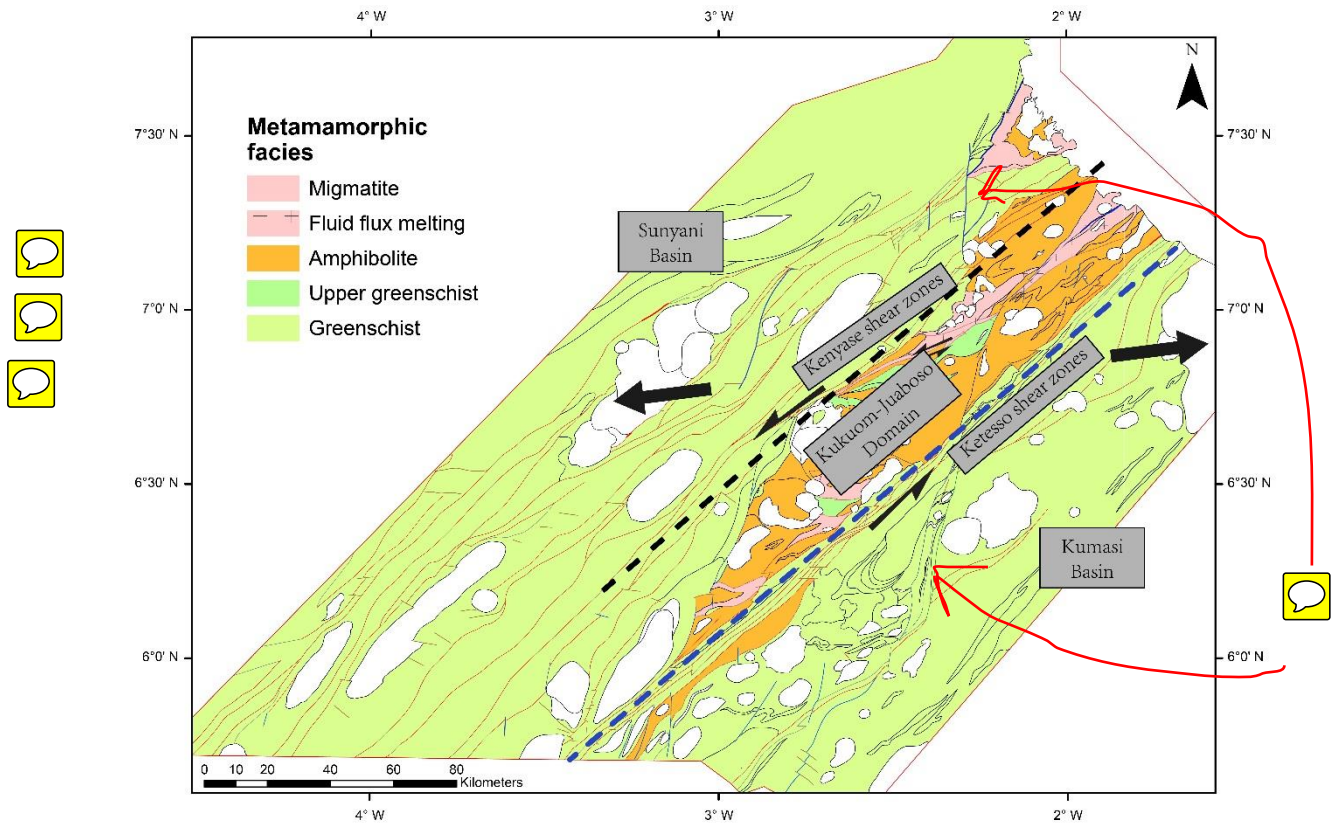 4° W
3° W
2° W
N
7°30' N
7°30' N
Metamamorphic
facies
Migmatite
Fluid flux melting
Amphibolite
Upper greenschist
Greenschist
Sunyani
Basin
7°0' N
7°0' N
Kenyase shear zones
Kukuom-Juaboso
Domain
Ketesso shear zones
6°30' N
6°30' N
Kumasi
Basin
6°0' N
6°0' N
0 10 20 40 60 80
Kilometers
4° W
3° W
2° W